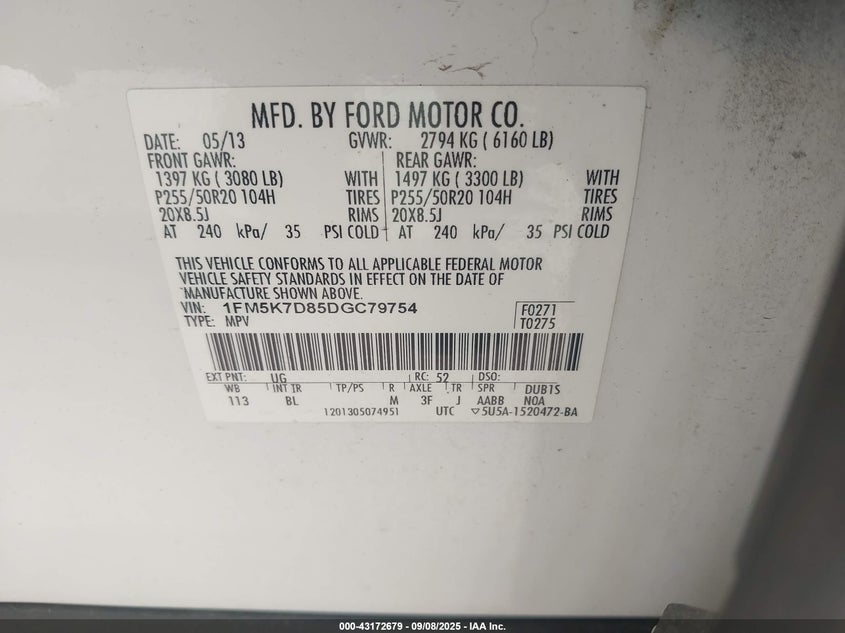 MFD. BY FORD MOTOR CO.
DATE: 05/13 GVWR: 2794 KG ( 6160 LB)
FRONT GAWR: REAR GAWR:
1397 KG ( 3080 LB) WITH 1497 KG ( 3300 LB) WITH
P255/50R20 104H TIRES P255/50R20 104H TIRES
20X8.5J RIMS 20X8.5J RIMS
AT 240 kPa/ 35 PSI COLD AT 240 kPa/ 35 PSI COLD
THIS VEHICLE CONFORMS TO ALL APPLICABLE FEDERAL MOTOR
VEHICLE SAFETY STANDARDS IN EFFECT ON THE DATE OF
MANUFACTURE SHOWN ABOVE.
VIN: 1FM5K7D85DGC79754 F0271
TYPE: MPV T0275
EXT PNT: UG RC: 52 DSO:
WB INT TR TP/PS R AXLE TR SPR DUB1S
113 BL M 3F J AABB NOA
1201305074951 UTC ▽5U5A-1520472-BA
000-43172679 - 09/08/2025 - IAA Inc.